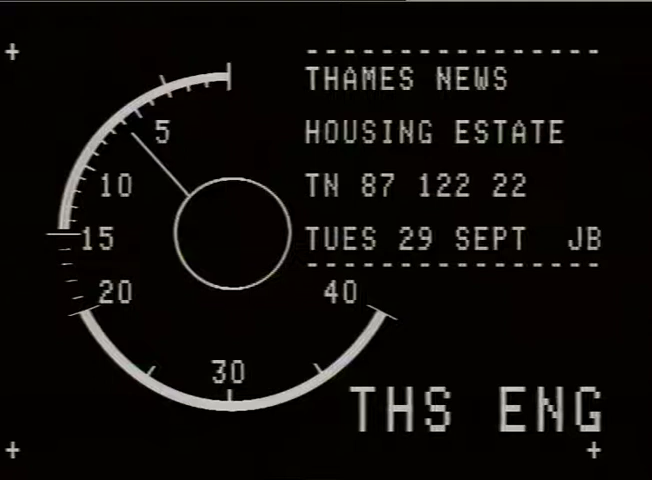 THAMES NEWS
HOUSING ESTATE
TN 87 122 22
TUES 29 SEPT JB
5
10
15
20
30
40
THS ENG